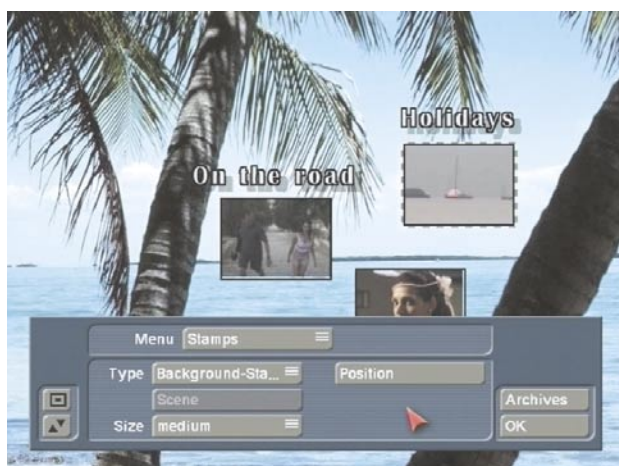 Holidays
On the road
Menu Stamps
Type Background-Sta... Position
Scene Archives
Size medium OK